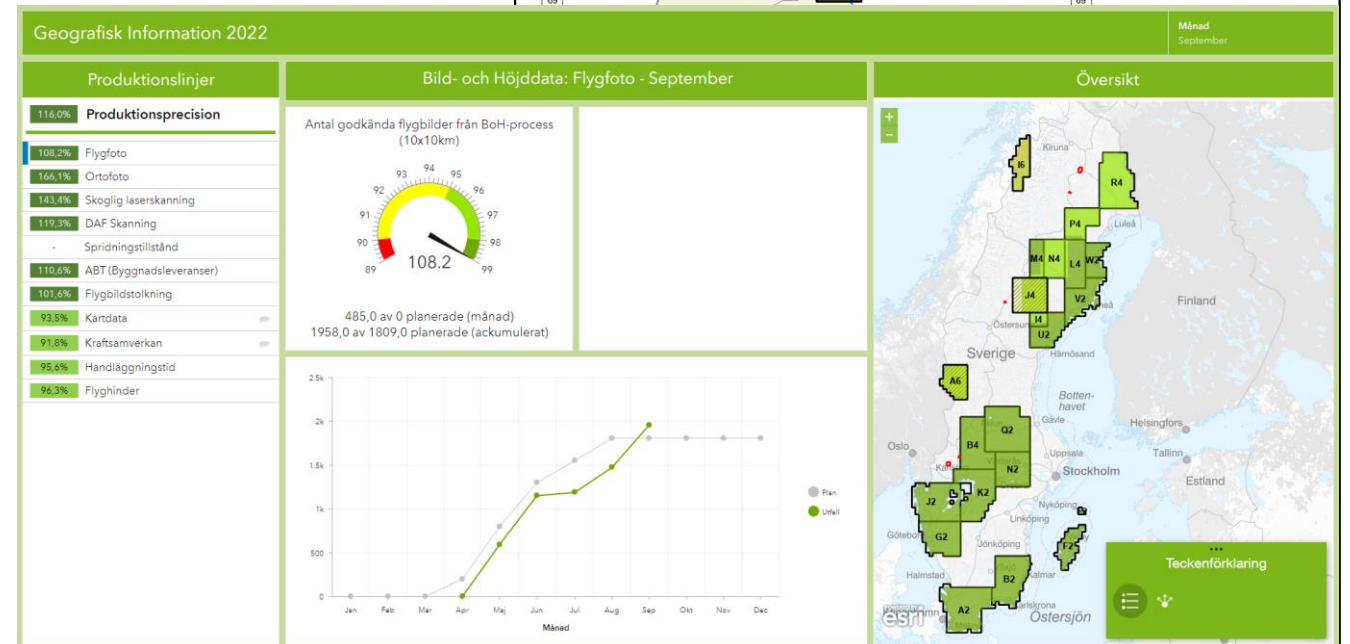 69
69
Geografisk Information 2022
Månad
September
Produktionslinjer
116,0% Produktionsprecision
108,2% Flygfoto
166,1% Ortofoto
143,4% Skoglig laserskanning
119,3% DAF Skanning
- Spridningstillstånd
110,6% ABT (Byggnadsleveranser)
101,6% Flygbildstolkning
93,5% Kartdata
91,8% Kraftsamverkan
95,6% Handläggningstid
96,3% Flyghinder
Bild- och Höjddata: Flygfoto - September
Antal godkända flygbilder från BoH-process
(10x10km)
89
90
91
92
93
94
95
96
97
98
99
108.2
485,0 av 0 planerade (månad)
1958,0 av 1809,0 planerade (ackumulerat)
2.5k
2k
1.5k
1k
500
0
Jan Feb Mar Apr Maj Jun Jul Aug Sep Okt Nov Dec
Månad
Plan
Utfall
Översikt
+
−
Kiruna
I6
R4
P4
Luleå
M4 N4 L4 W2
J4
V2
Finland
I4
U2
Sverige
Härnösand
A6
Botten-
havet
Gävle
Q2
B4
Helsingfors
Oslo
Uppsala
Tallinn
N2
Stockholm
Estland
K2
J2
Nyköping
Linköping
G2
Jönköping
F2
Halmstad
B2
Kalmar
A2
Östersjön
esri
Teckenförklaring